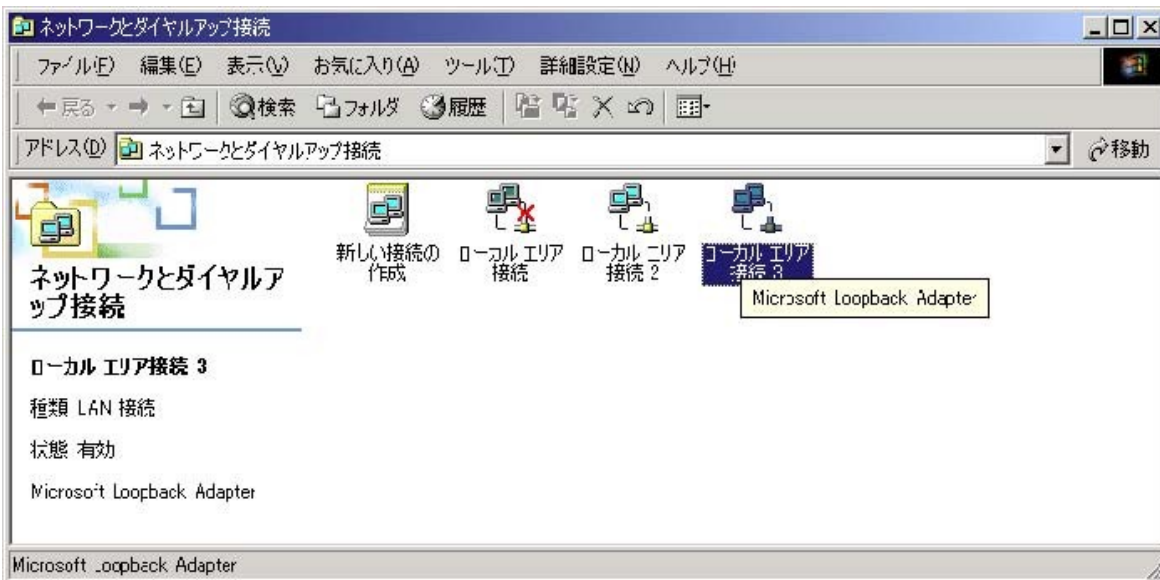 ネットワークとダイヤルアップ接続
ファイル(F) 編集(E) 表示(V) お気に入り(A) ツール(T) 詳細設定(N) ヘルプ(H)
戻る 検索 フォルダ 履歴
アドレス(D) ネットワークとダイヤルアップ接続 移動
新しい接続の
作成
ローカル エリア
接続
ローカル エリア
接続 2
ローカル エリア
接続 3
Microsoft Loopback Adapter
ネットワークとダイヤルア
ップ接続
ローカル エリア接続 3
種類 LAN 接続
状態 有効
Microsoft Loopback Adapter
Microsoft Loopback Adapter